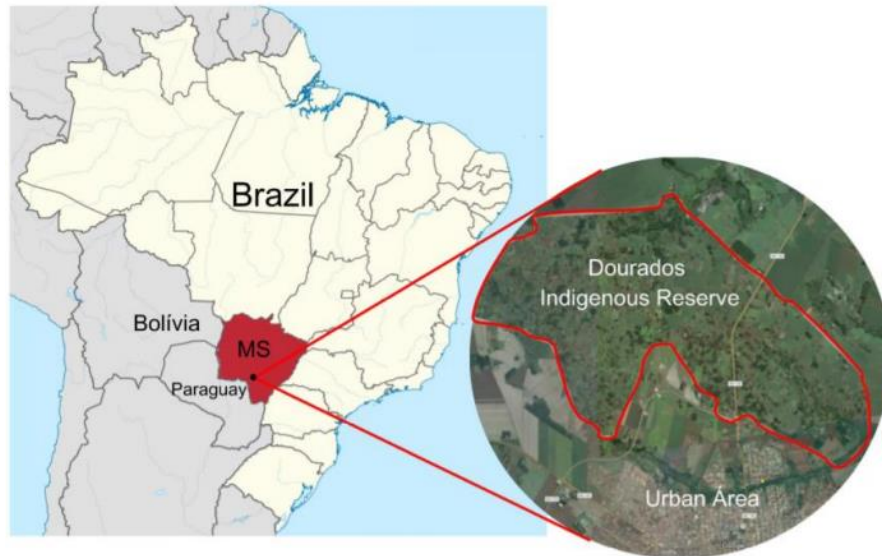 Brazil
Bolívia
MS
Paraguay
Dourados
Indigenous Reserve
Urban Área